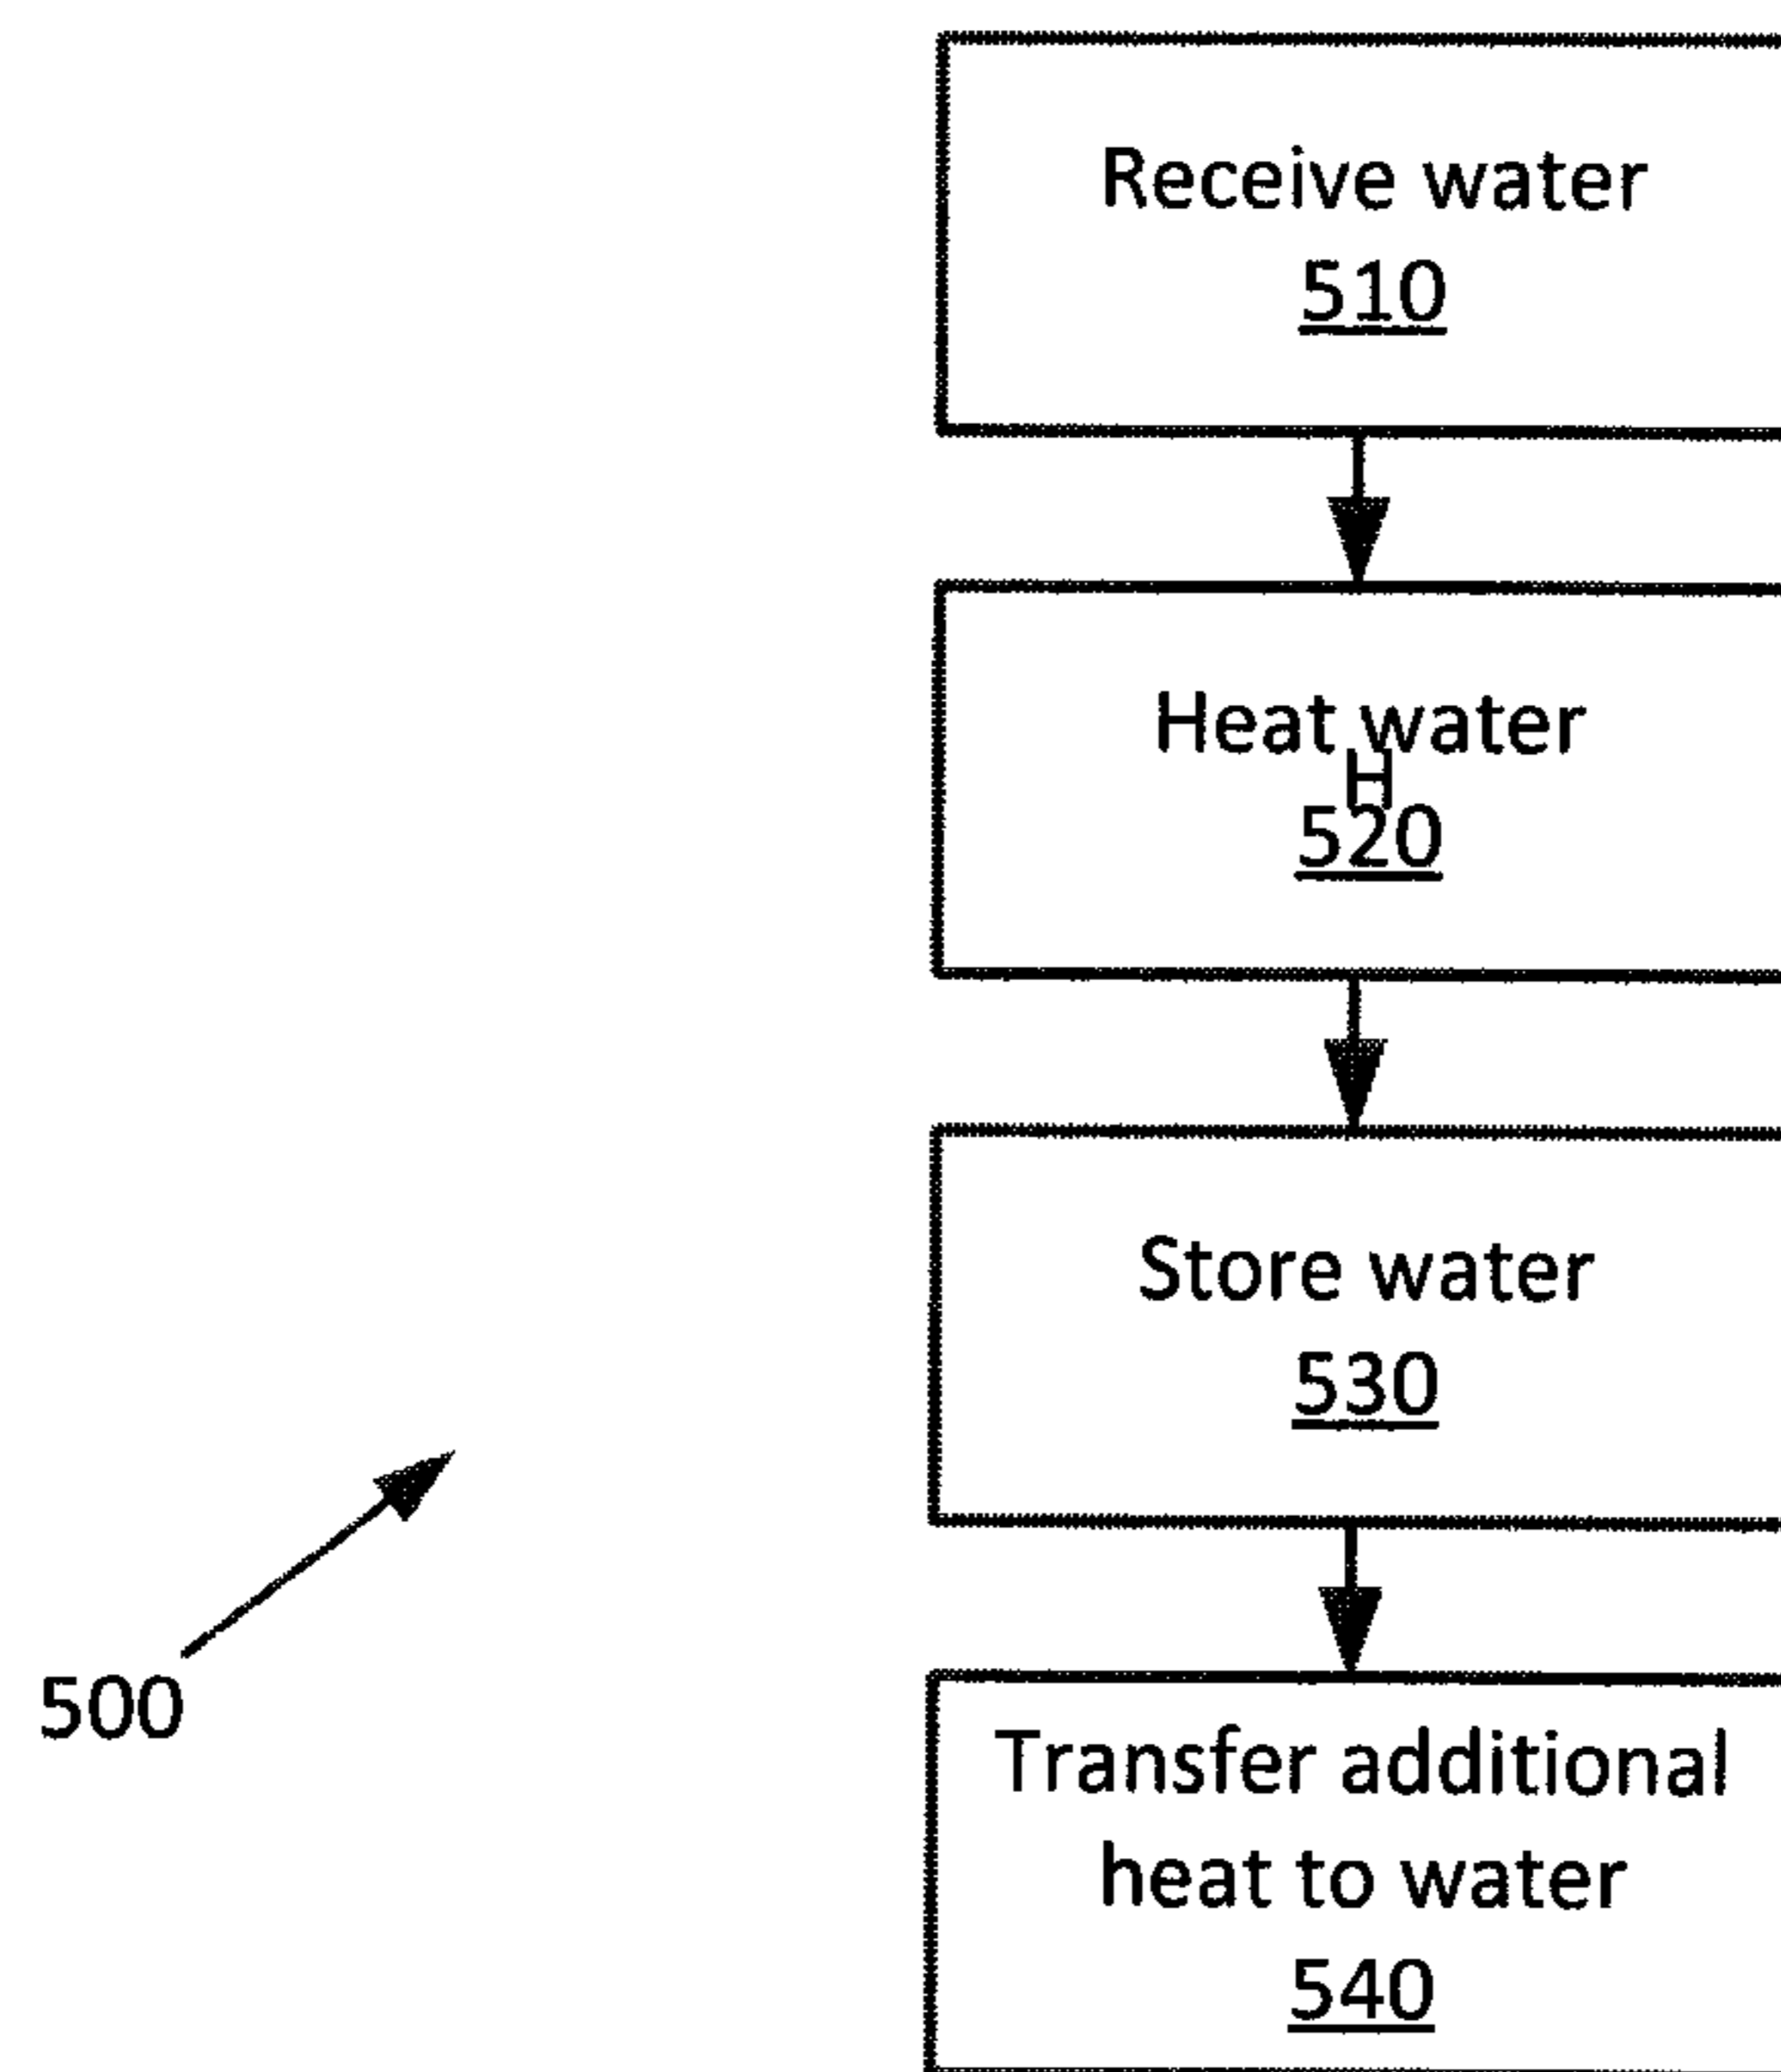 Receive water
510
Heat water
H
520
Store water
530
500
Transfer additional
heat to water
540